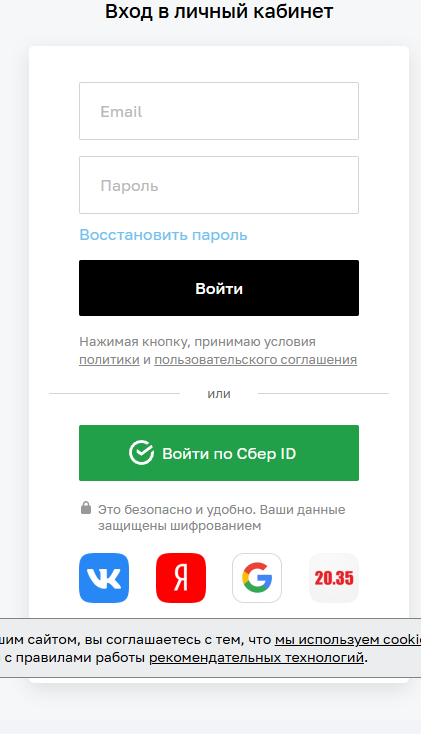 Вход в личный кабинет
Email
Пароль
Восстановить пароль
Войти
Нажимая кнопку, принимаю условия
политики и пользовательского соглашения
или
Войти по Сбер ID
Это безопасно и удобно. Ваши данные
защищены шифрованием
Я
20.35
шим сайтом, вы соглашаетесь с тем, что мы используем cooki
с правилами работы рекомендательных технологий.